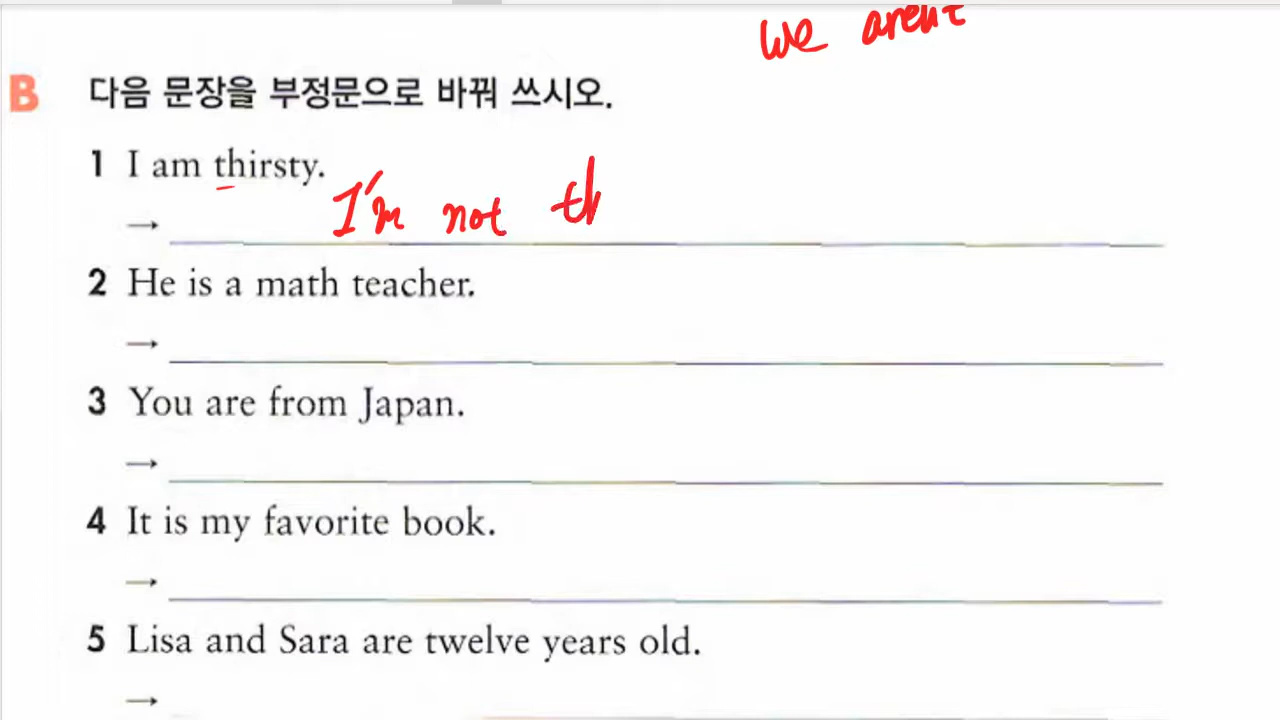 we aren't
B 다음 문장을 부정문으로 바꿔 쓰시오.
1 I am thirsty.
→ I'm not th
2 He is a math teacher.
→
3 You are from Japan.
→
4 It is my favorite book.
→
5 Lisa and Sara are twelve years old.
→